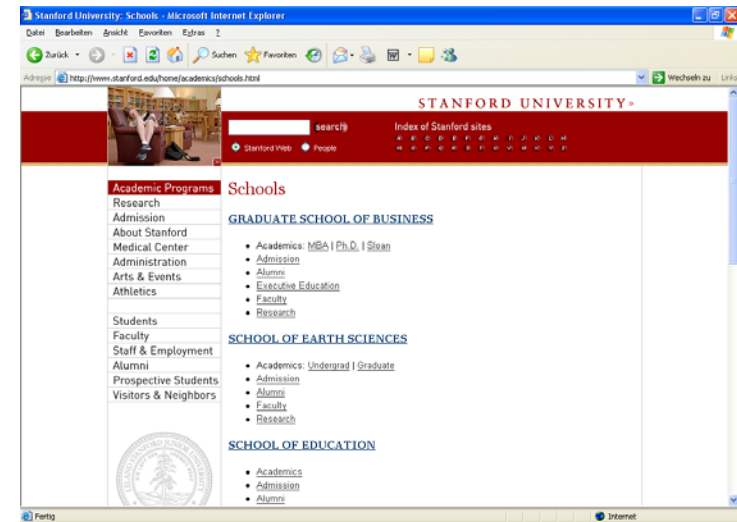 Stanford University: Schools - Microsoft Internet Explorer
Datei Bearbeiten Ansicht Favoriten Extras ?
Zurück Suchen Favoriten
Adresse http://www.stanford.edu/home/academics/schools.html Wechseln zu Links
STANFORD UNIVERSITY
search
Index of Stanford sites
Stanford Web People
Academic Programs
Research
Admission
About Stanford
Medical Center
Administration
Arts & Events
Athletics
Students
Faculty
Staff & Employment
Alumni
Prospective Students
Visitors & Neighbors
Schools
GRADUATE SCHOOL OF BUSINESS
• Academics: MBA | Ph.D. | Sloan
• Admission
• Alumni
• Executive Education
• Faculty
• Research
SCHOOL OF EARTH SCIENCES
• Academics: Undergrad | Graduate
• Admission
• Alumni
• Faculty
• Research
SCHOOL OF EDUCATION
• Academics
• Admission
• Alumni
Fertig Internet